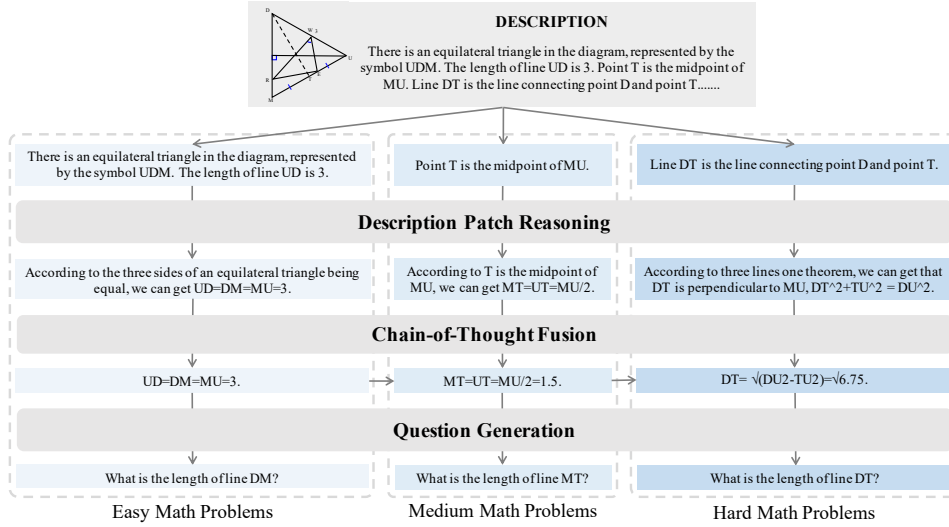 DESCRIPTION
There is an equilateral triangle in the diagram, represented by the
symbol UDM. The length of line UD is 3. Point T is the midpoint of
MU. Line DT is the line connecting point D and point T.......
D
W 3
U
R
E
M
There is an equilateral triangle in the diagram, represented
by the symbol UDM. The length of line UD is 3.
Point T is the midpoint of MU.
Line DT is the line connecting point D and point T.
Description Patch Reasoning
According to the three sides of an equilateral triangle being
equal, we can get UD=DM=MU=3.
According to T is the midpoint of
MU, we can get MT=UT=MU/2.
According to three lines one theorem, we can get that
DT is perpendicular to MU, DT^2+TU^2 = DU^2.
Chain-of-Thought Fusion
UD=DM=MU=3.
MT=UT=MU/2=1.5.
DT= √(DU2-TU2)=√6.75.
Question Generation
What is the length of line DM?
What is the length of line MT?
What is the length of line DT?
Easy Math Problems
Medium Math Problems
Hard Math Problems